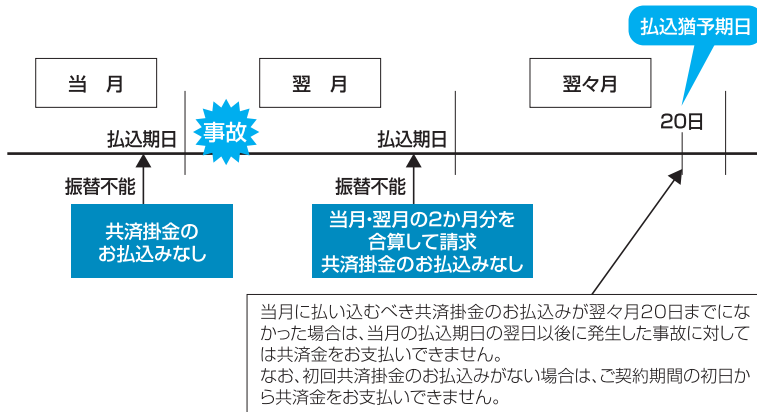 払込猶予期日
当 月
翌 月
翌々月
20日
事故
払込期日
払込期日
振替不能
振替不能
共済掛金の
お払込みなし
当月・翌月の2か月分を
合算して請求
共済掛金のお払込みなし
当月に払い込むべき共済掛金のお払込みが翌々月20日までにな
かった場合は、当月の払込期日の翌日以後に発生した事故に対して
は共済金をお支払いできません。
なお、初回共済掛金のお払込みがない場合は、ご契約期間の初日か
ら共済金をお支払いできません。